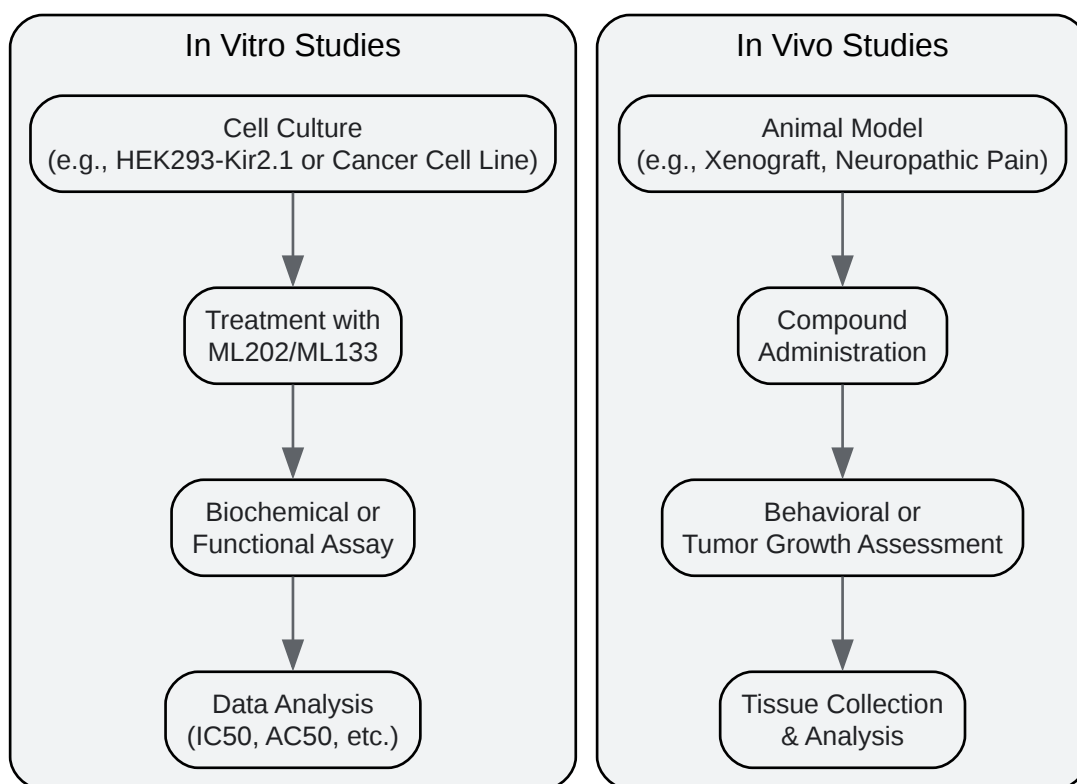 In Vitro Studies
Cell Culture
(e.g., HEK293-Kir2.1 or Cancer Cell Line)
Treatment with
ML202/ML133
Biochemical or
Functional Assay
Data Analysis
(IC50, AC50, etc.)
In Vivo Studies
Animal Model
(e.g., Xenograft, Neuropathic Pain)
Compound
Administration
Behavioral or
Tumor Growth Assessment
Tissue Collection
& Analysis